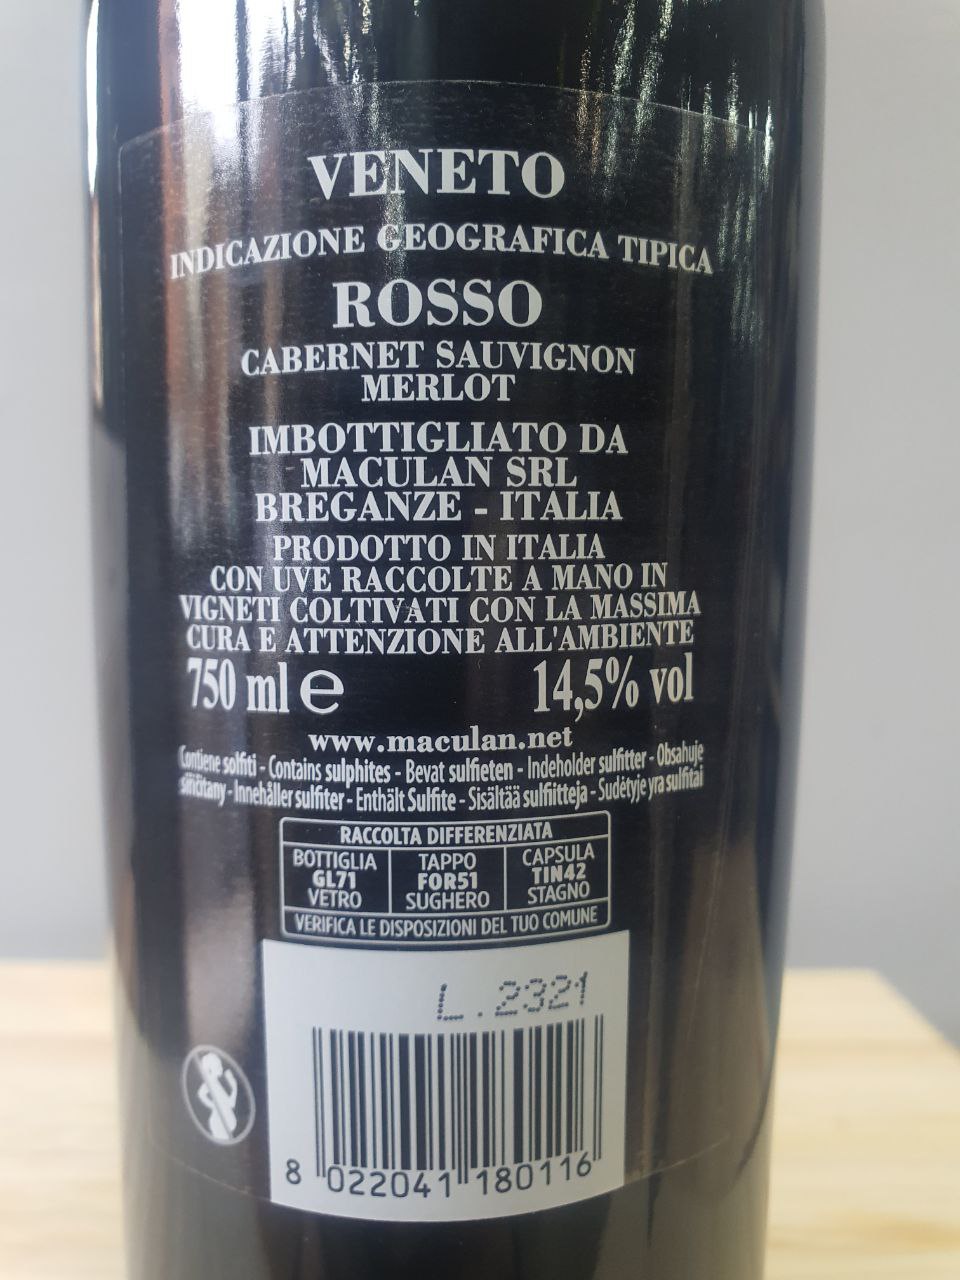 VENETO
INDICAZIONE GEOGRAFICA TIPICA
ROSSO
CABERNET SAUVIGNON
MERLOT
IMBOTTIGLIATO DA
MACULAN SRL
BREGANZE - ITALIA
PRODOTTO IN ITALIA
CON UVE RACCOLTE A MANO IN
VIGNETI COLTIVATI CON LA MASSIMA
CURA E ATTENZIONE ALL'AMBIENTE
750 ml e 14,5% vol
www.maculan.net
Contiene solfiti - Contains sulphites - Bevat sulfieten - Indeholder sulfitter - Obsahuje
siřičitany - Innehåller sulfiter - Enthält Sulfite - Sisältää sulfiitteja - Sudėtyje yra sulfitai
RACCOLTA DIFFERENZIATA
BOTTIGLIA TAPPO CAPSULA
GL71 FOR51 TIN42
VETRO SUGHERO STAGNO
VERIFICA LE DISPOSIZIONI DEL TUO COMUNE
L.2321
8 022041 180116